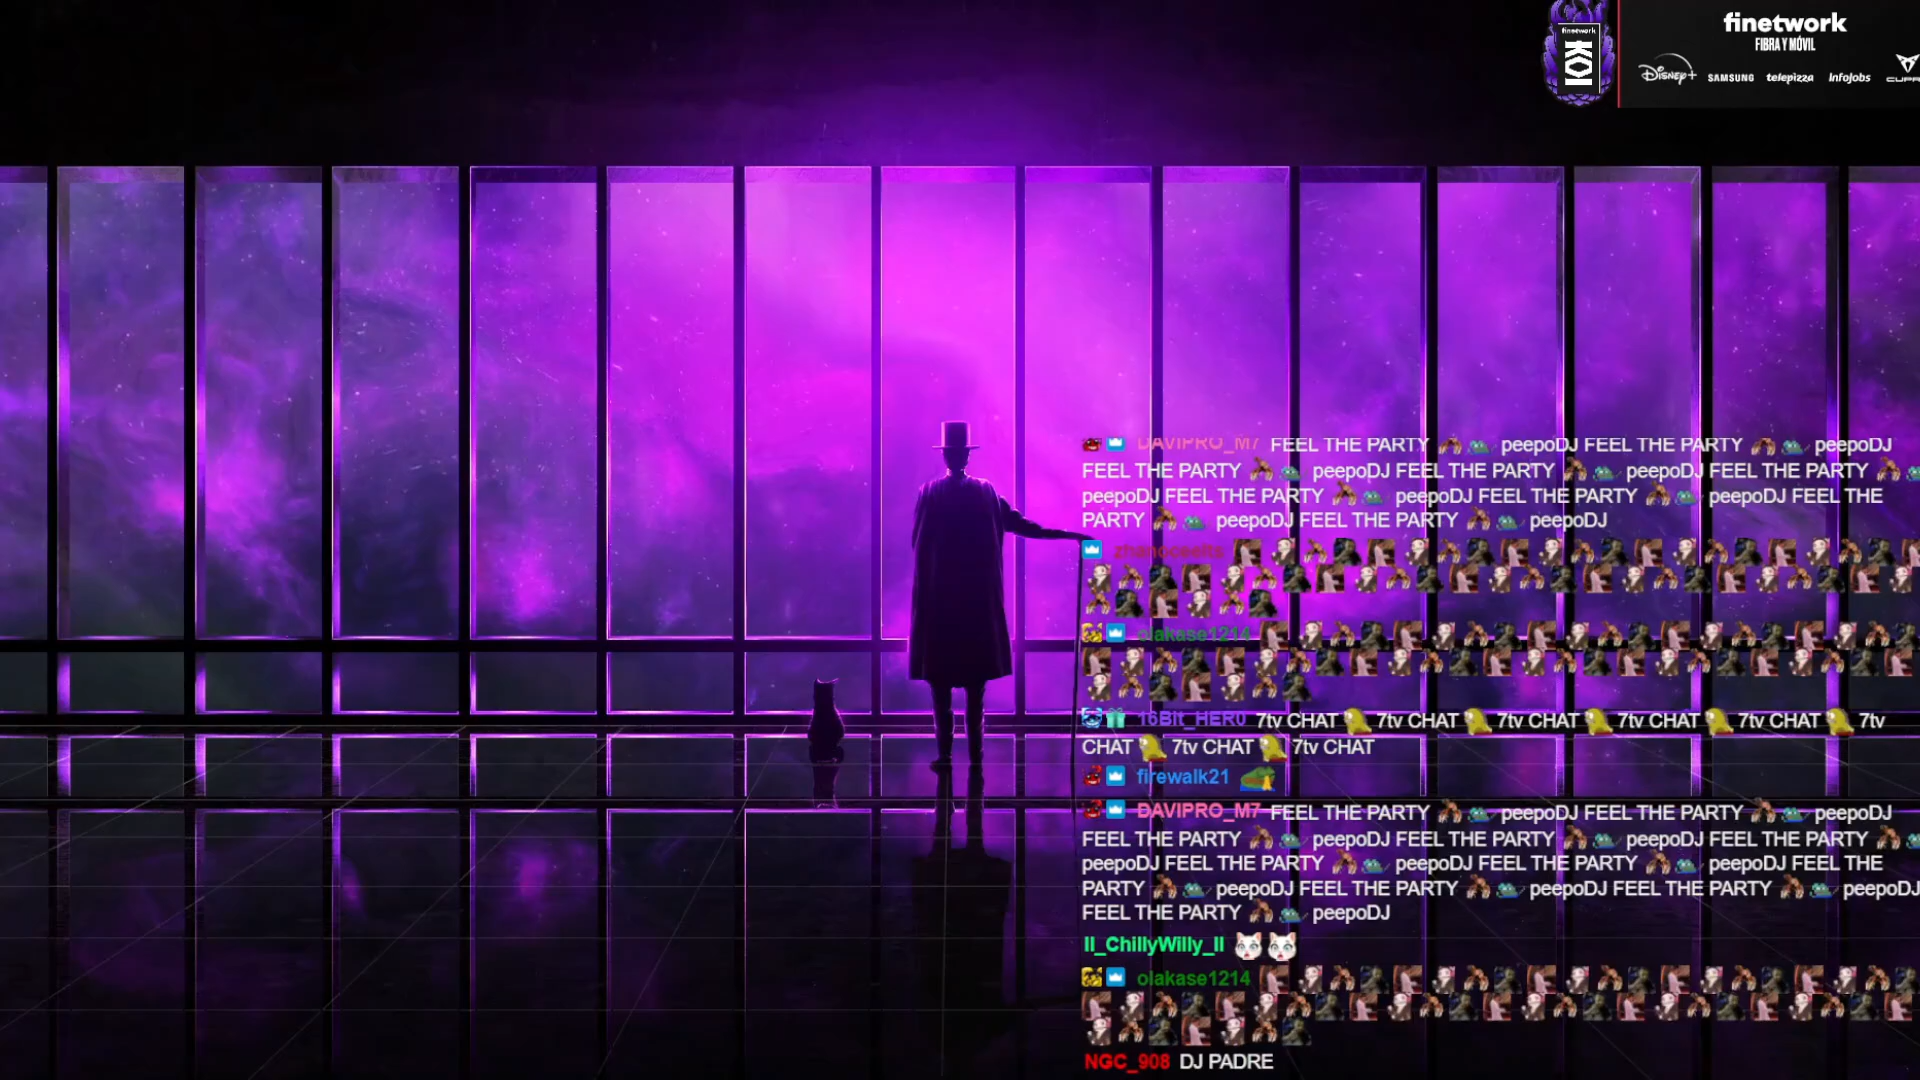 finetwork
KOI
finetwork
FIBRA Y MÓVIL
Disney+ SAMSUNG telepizza InfoJobs CUPRA
DAVIPRO_M7 FEEL THE PARTY peepoDJ FEEL THE PARTY peepoDJ
FEEL THE PARTY peepoDJ FEEL THE PARTY peepoDJ FEEL THE PARTY
peepoDJ FEEL THE PARTY peepoDJ FEEL THE PARTY peepoDJ FEEL THE
PARTY peepoDJ FEEL THE PARTY peepoDJ
olakase1214
16Bit_HER0 7tv CHAT 7tv CHAT 7tv CHAT 7tv CHAT 7tv CHAT 7tv
CHAT 7tv CHAT 7tv CHAT
firewalk21
DAVIPRO_M7 FEEL THE PARTY peepoDJ FEEL THE PARTY peepoDJ
FEEL THE PARTY peepoDJ FEEL THE PARTY peepoDJ FEEL THE PARTY
peepoDJ FEEL THE PARTY peepoDJ FEEL THE PARTY peepoDJ FEEL THE
PARTY peepoDJ FEEL THE PARTY peepoDJ FEEL THE PARTY peepoDJ
FEEL THE PARTY peepoDJ
II_ChillyWilly_II
olakase1214
NGC_908 DJ PADRE